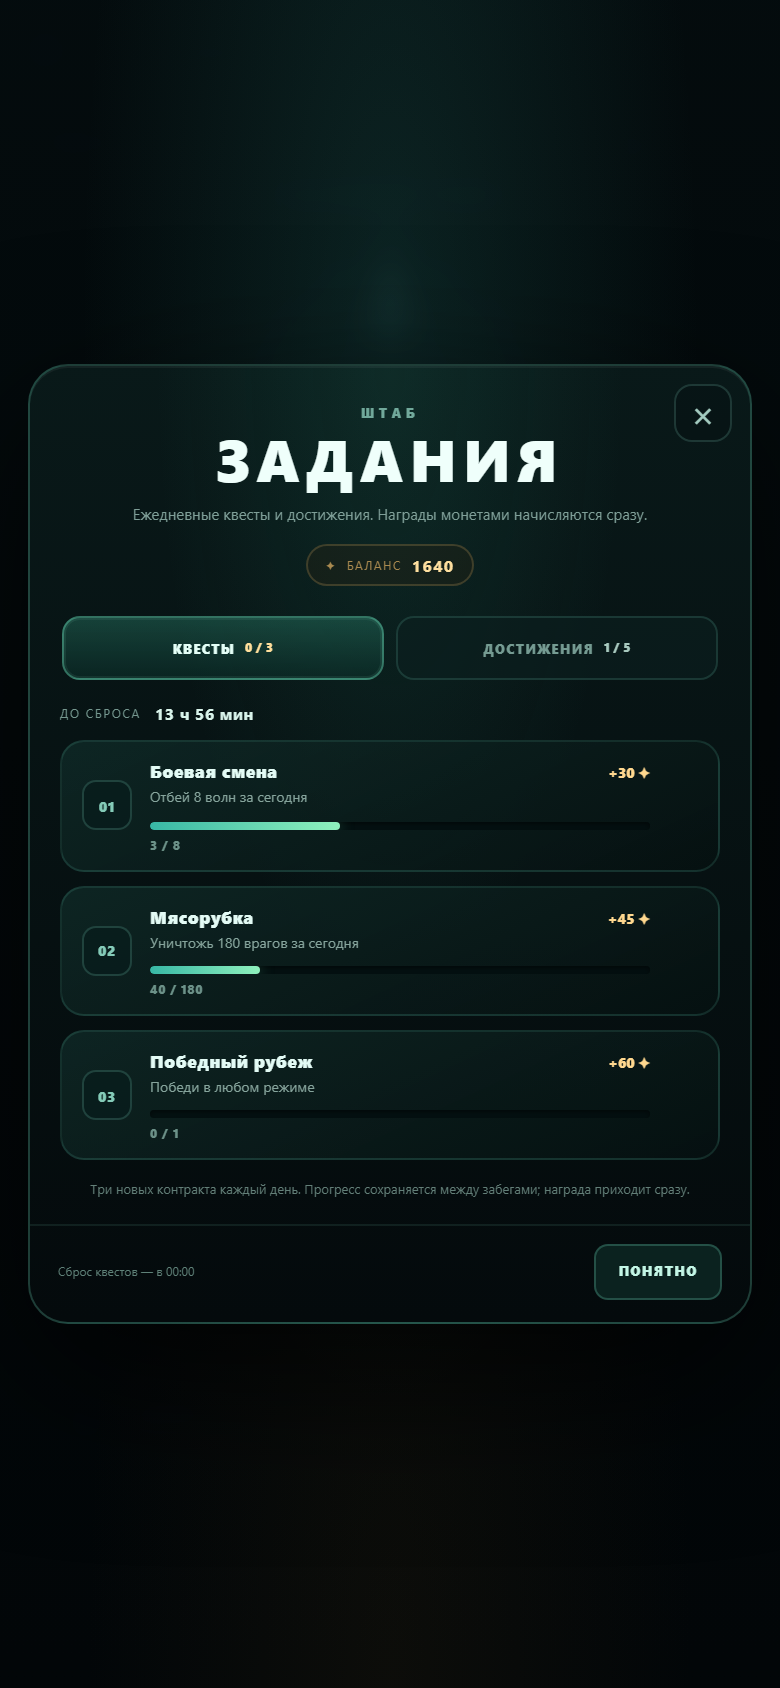 ШТАБ
ЗАДАНИЯ
Ежедневные квесты и достижения. Награды монетами начисляются сразу.
✦ БАЛАНС 1640
КВЕСТЫ 0 / 3
ДОСТИЖЕНИЯ 1 / 5
ДО СБРОСА 13 ч 56 мин
01
Боевая смена +30 ✦
Отбей 8 волн за сегодня
3 / 8
02
Мясорубка +45 ✦
Уничтожь 180 врагов за сегодня
40 / 180
03
Победный рубеж +60 ✦
Победи в любом режиме
0 / 1
Три новых контракта каждый день. Прогресс сохраняется между забегами; награда приходит сразу.
Сброс квестов — в 00:00
ПОНЯТНО